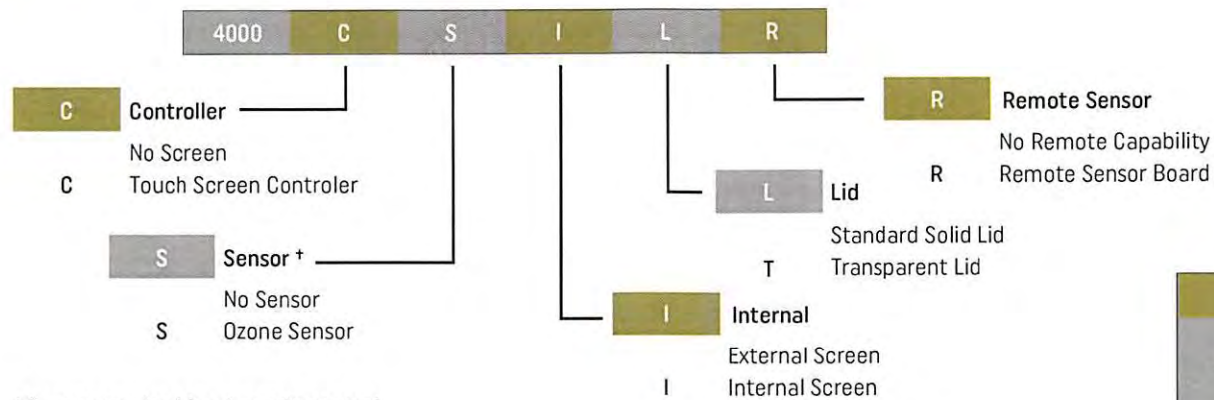 4000 C S I L R
C Controller
No Screen
C Touch Screen Controler
S Sensor †
No Sensor
S Ozone Sensor
I Internal
External Screen
I Internal Screen
L Lid
Standard Solid Lid
T Transparent Lid
R Remote Sensor
No Remote Capability
R Remote Sensor Board